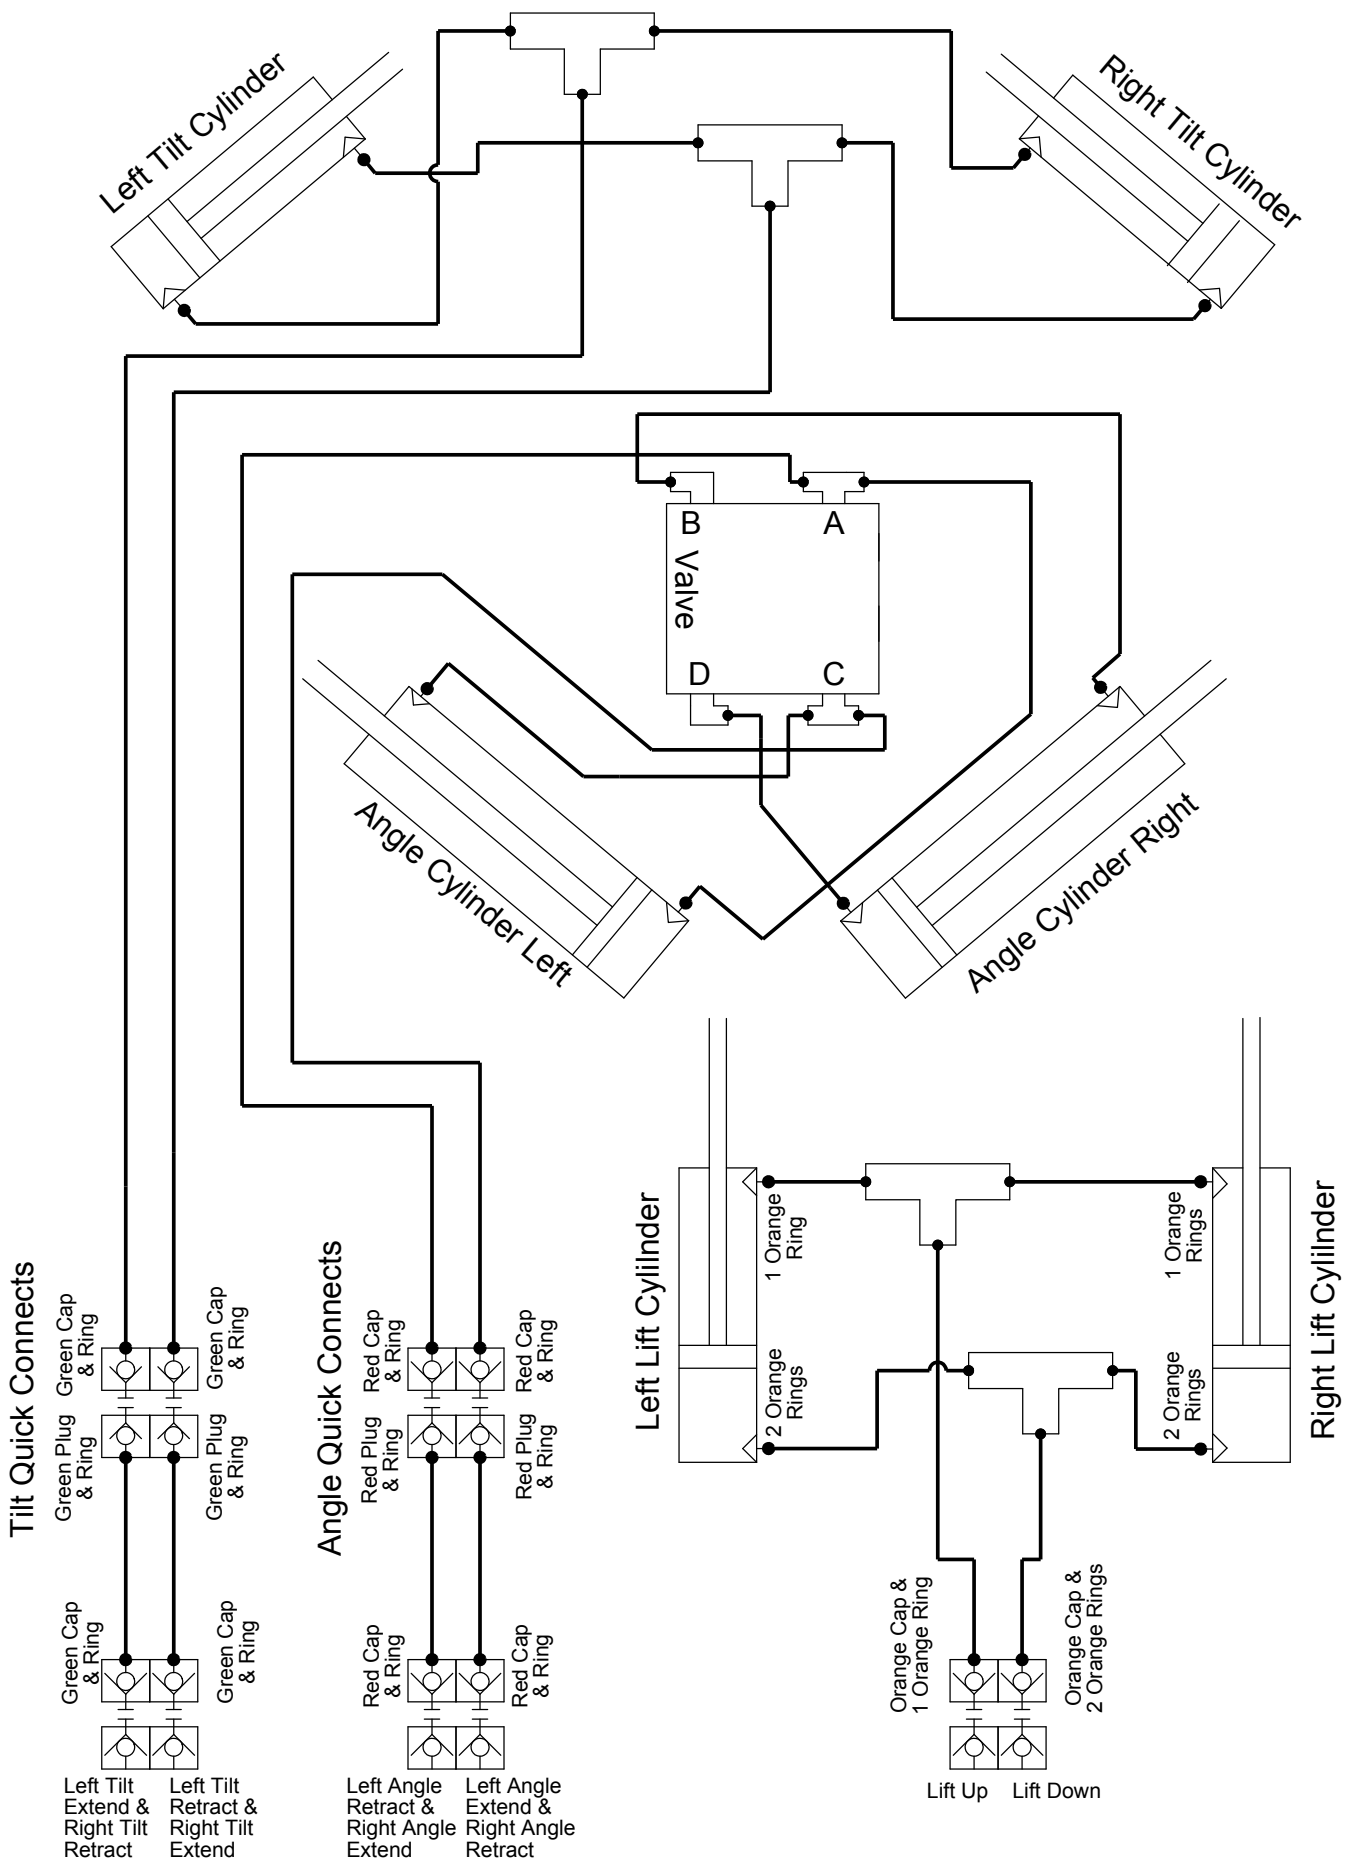 Left Tilt Cylinder
Right Tilt Cylinder
B
A
Valve
D
C
Angle Cylinder Left
Angle Cylinder Right
Left Lift Cylilnder
1 Orange
Ring
2 Orange
Rings
1 Orange
Rings
2 Orange
Rings
Right Lift Cylilnder
Tilt Quick Connects
Green Cap
& Ring
Green Cap
& Ring
Green Plug
& Ring
Green Plug
& Ring
Green Cap
& Ring
Green Cap
& Ring
Left Tilt
Extend &
Right Tilt
Retract
Left Tilt
Retract &
Right Tilt
Extend
Angle Quick Connects
Red Cap
& Ring
Red Cap
& Ring
Red Plug
& Ring
Red Plug
& Ring
Red Cap
& Ring
Red Cap
& Ring
Left Angle
Retract &
Right Angle
Extend
Left Angle
Extend &
Right Angle
Retract
Orange Cap &
1 Orange Ring
Orange Cap &
2 Orange Rings
Lift Up
Lift Down